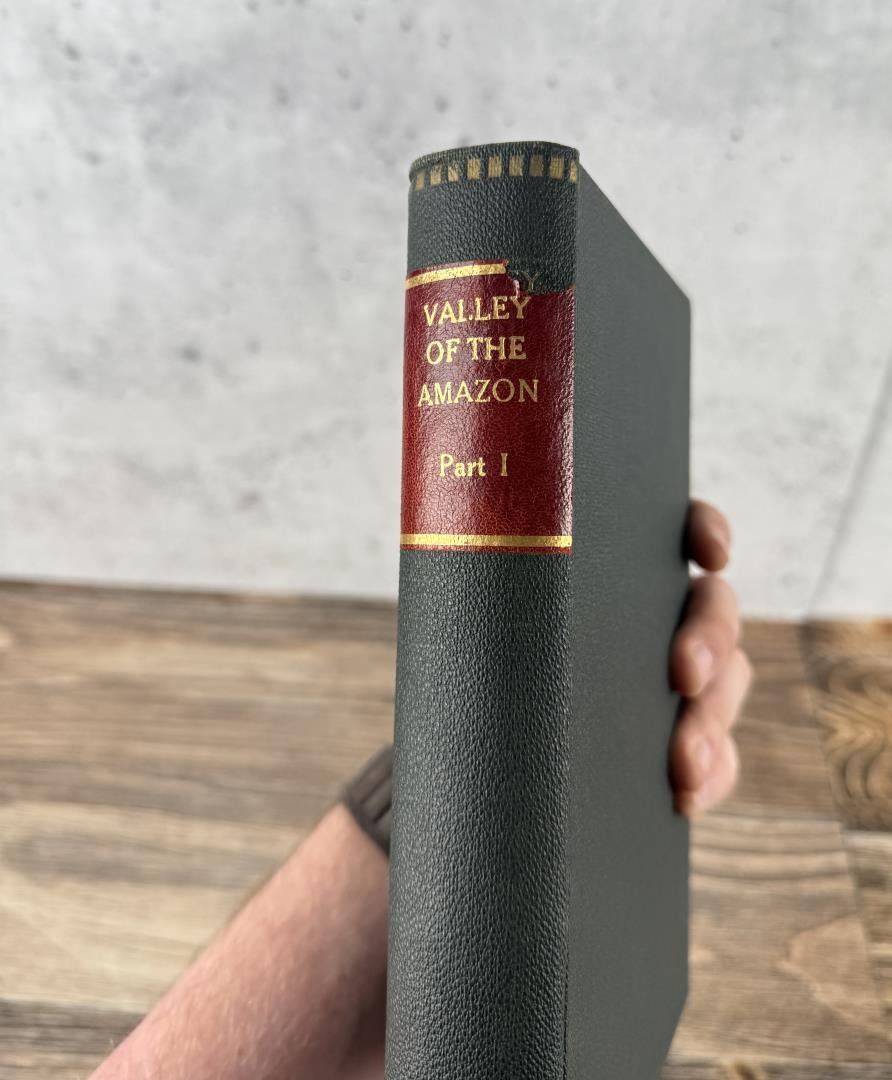 Y
VALLEY
OF THE
AMAZON
Part I